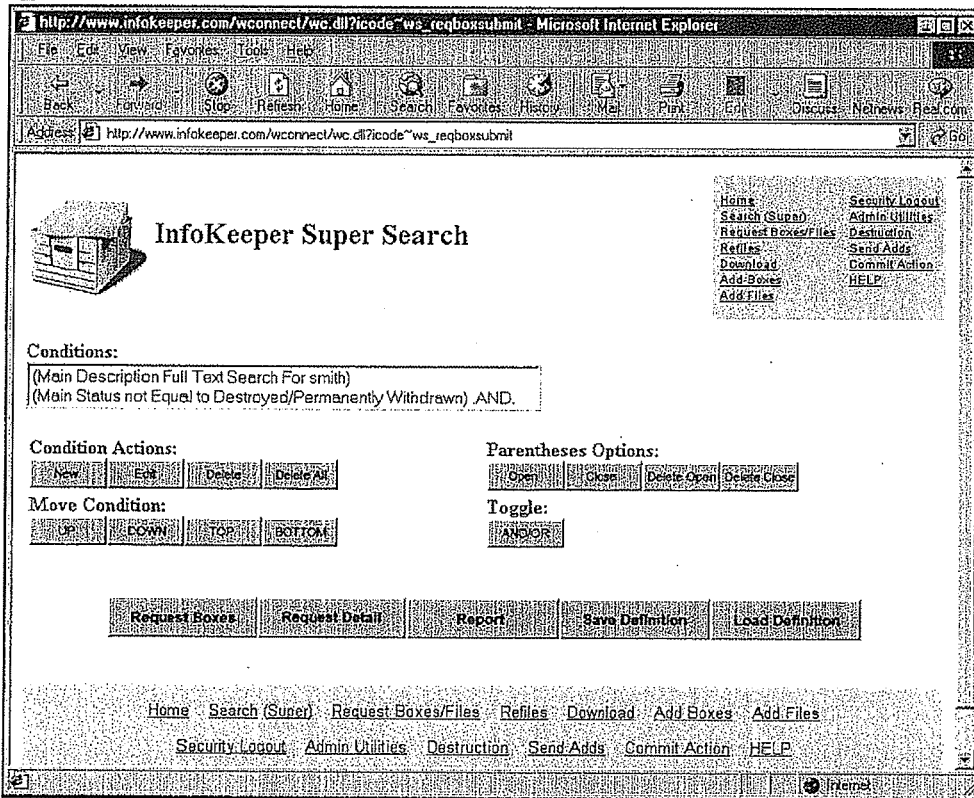 http://www.infokeeper.com/wconnect/wc.dll?icode~ws_reqboxsubmit - Microsoft Internet Explorer
File Edit View Favorites Tools Help
Back Forward Stop Refresh Home Search Favorites History Mail Print Edit Discuss Netnews Real.com
Address http://www.infokeeper.com/wconnect/wc.dll?icode~ws_reqboxsubmit Go
InfoKeeper Super Search
Home Security Logout
Search (Super) Admin Utilities
Request Boxes/Files Destruction
Refiles Send Adds
Download Commit Action
Add Boxes HELP
Add Files
Conditions:
(Main Description Full Text Search For smith)
(Main Status not Equal to Destroyed/Permanently Withdrawn) .AND.
Condition Actions: Parentheses Options:
New Edit Delete Delete All Open Close Delete Open Delete Close
Move Condition: Toggle:
UP DOWN TOP BOTTOM AND/OR
Request Boxes Request Detail Report Save Definition Load Definition
Home Search (Super) Request Boxes/Files Refiles Download Add Boxes Add Files
Security Logout Admin Utilities Destruction Send Adds Commit Action HELP
Internet